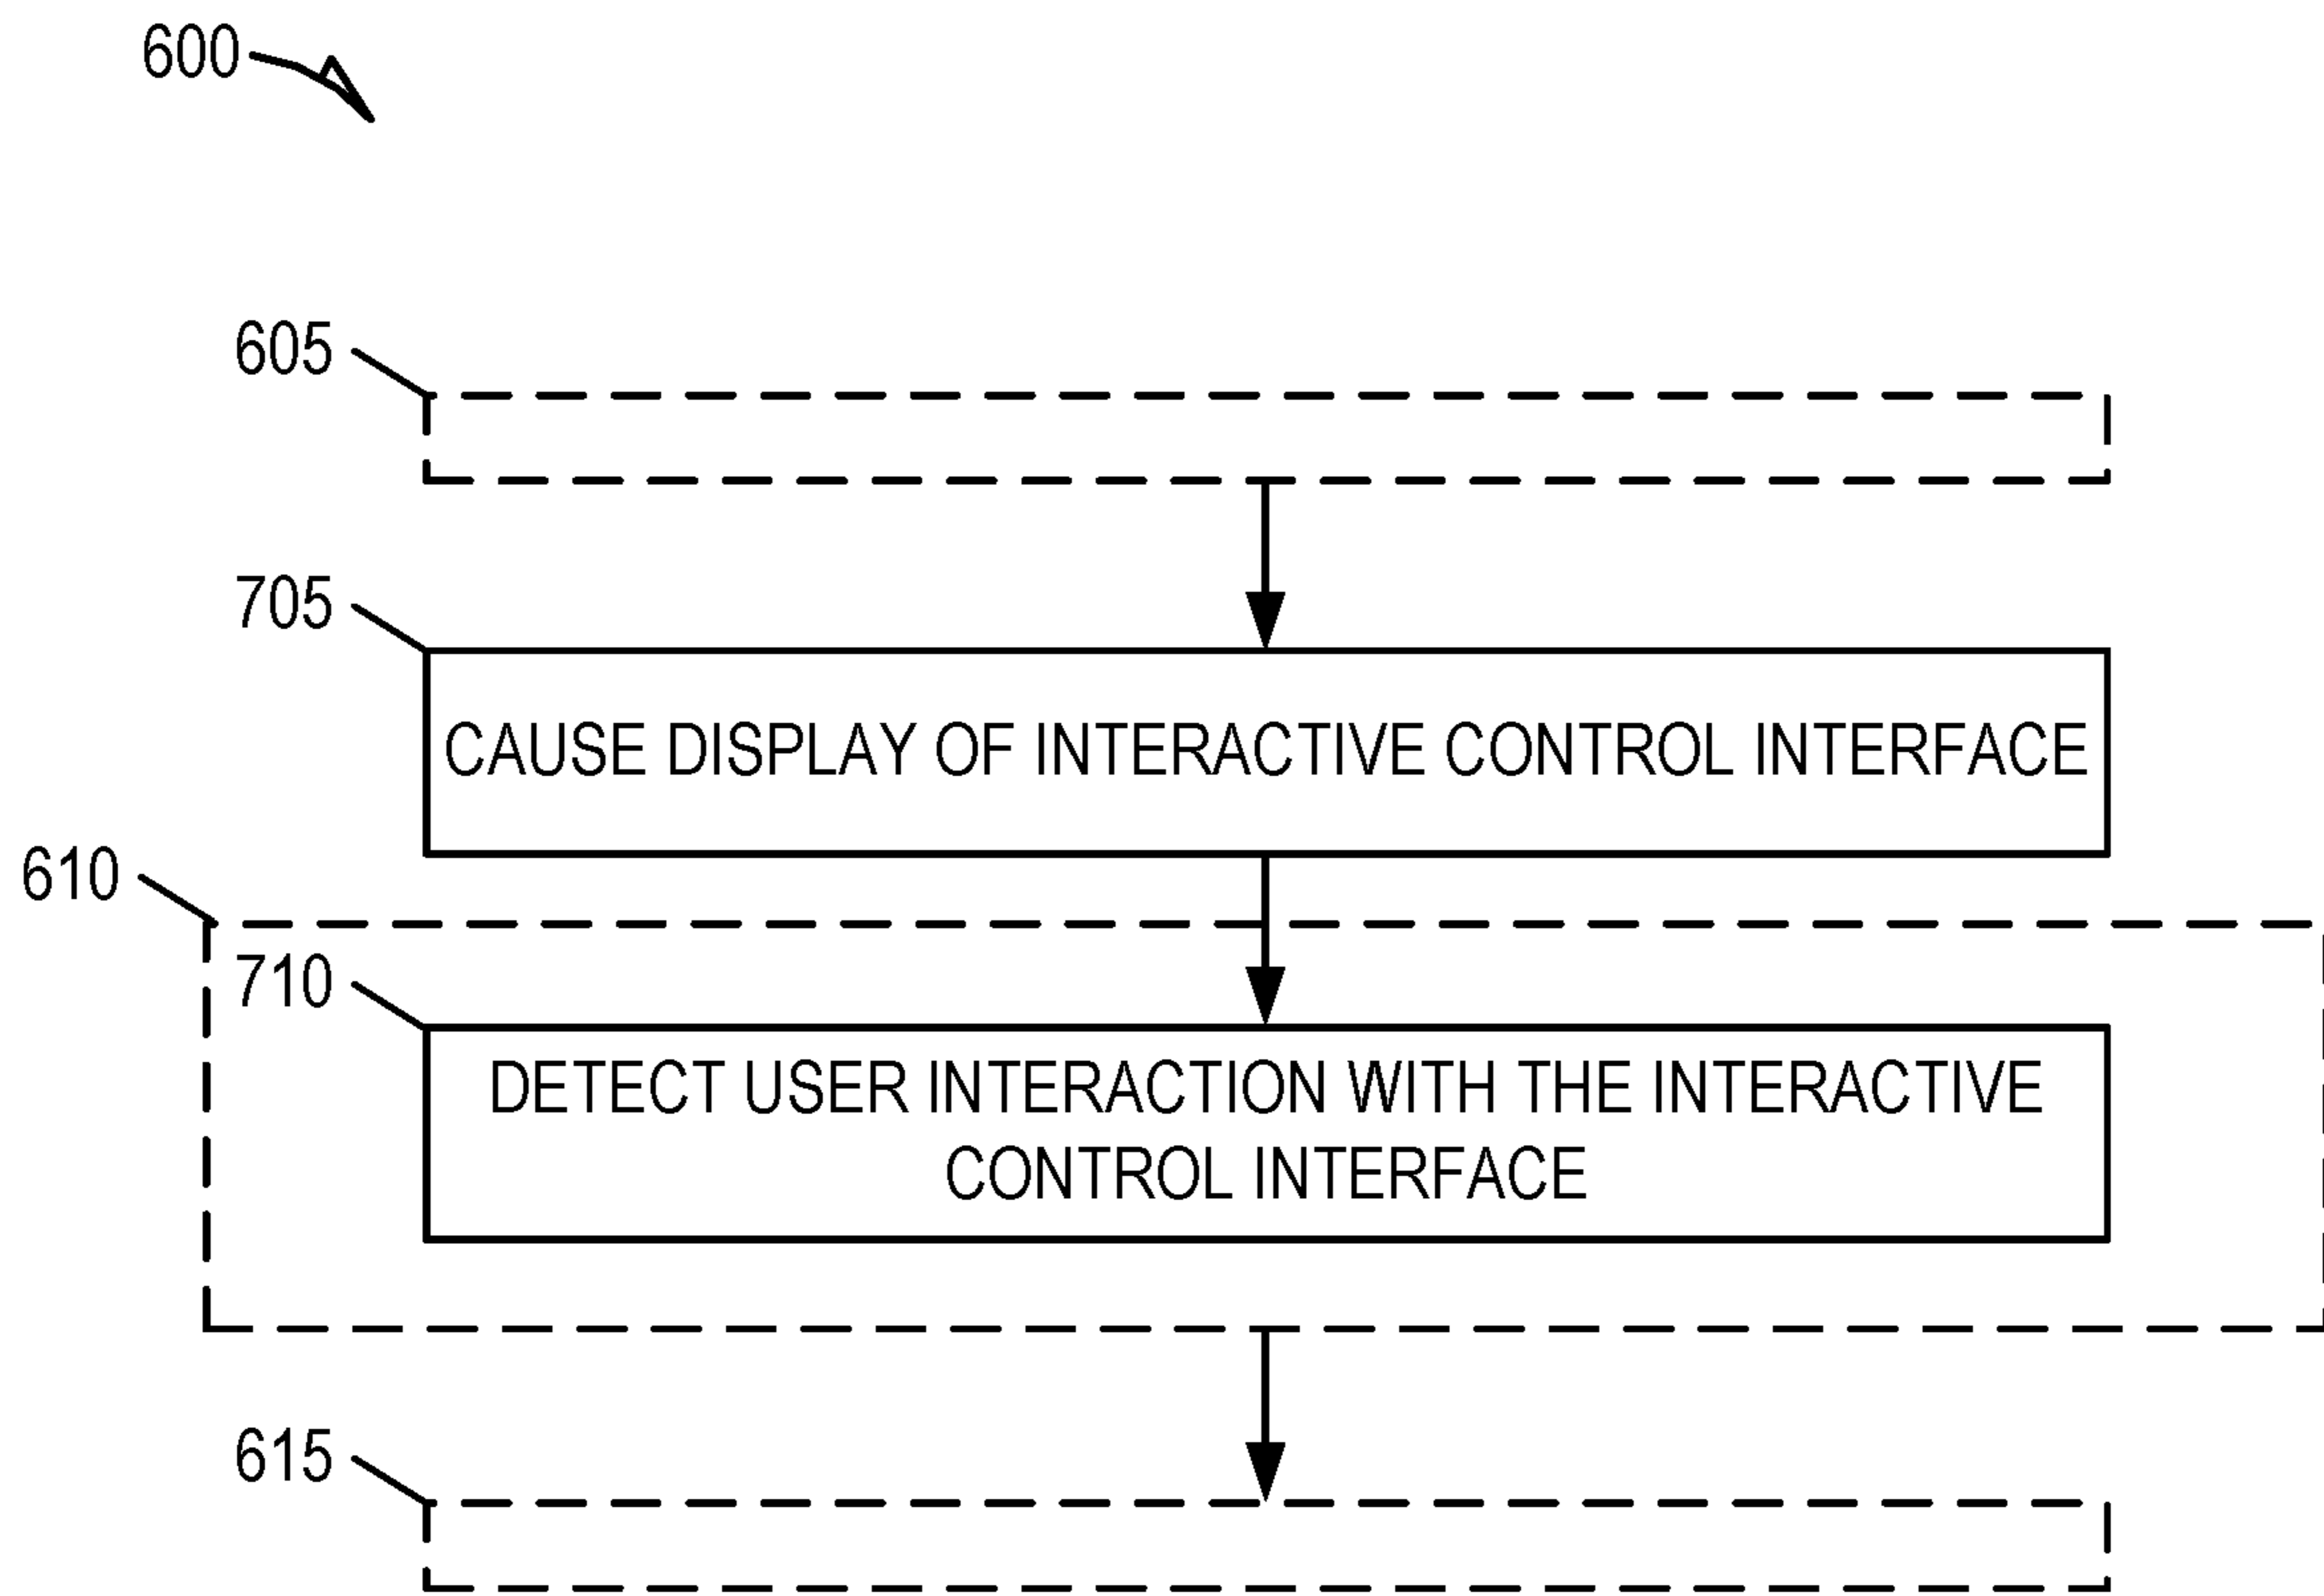 600
605
705
CAUSE DISPLAY OF INTERACTIVE CONTROL INTERFACE
610
710
DETECT USER INTERACTION WITH THE INTERACTIVE
CONTROL INTERFACE
615